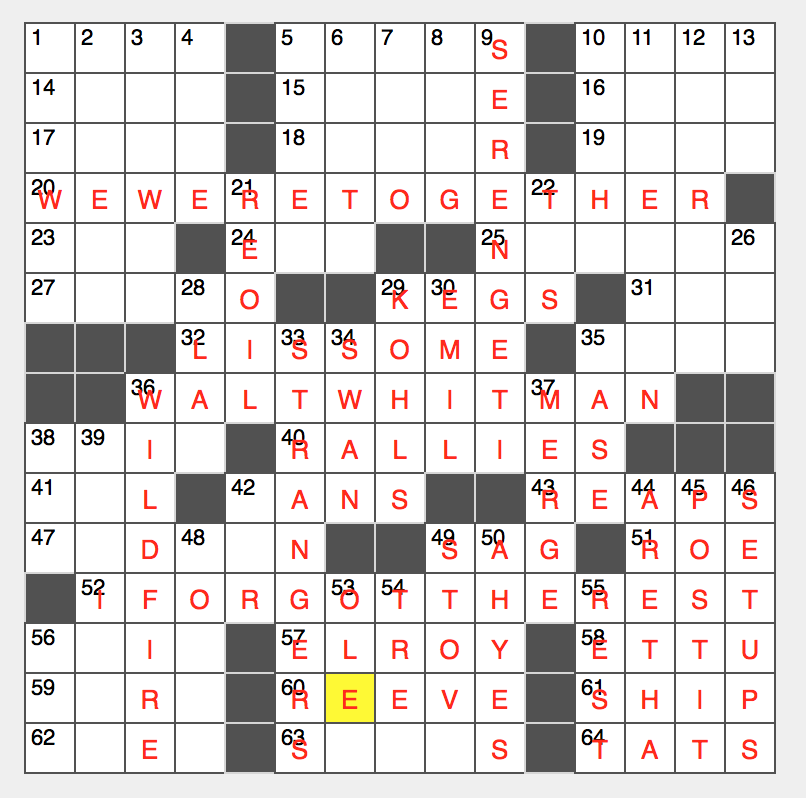 1 2 3 4 5 6 7 8 9 S 10 11 12 13
14 15 E 16
17 18 R 19
20 W E W E 21 R E T O G E 22 T H E R
23 24 E 25 N 26
27 28 O 29 K 30 E G S 31
32 L I 33 S 34 S O M E 35
36 W A L T W H I T 37 M A N
38 39 I 40 R A L L I E S
41 L 42 A N S 43 R E 44 A 45 P 46 S
47 D 48 N 49 S 50 A G 51 R O E
52 I F O R G 53 O 54 T T H E 55 R E S T
56 I 57 E L R O Y 58 E T T U
59 R 60 R E E V E 61 S H I P
62 E 63 S S 64 T A T S